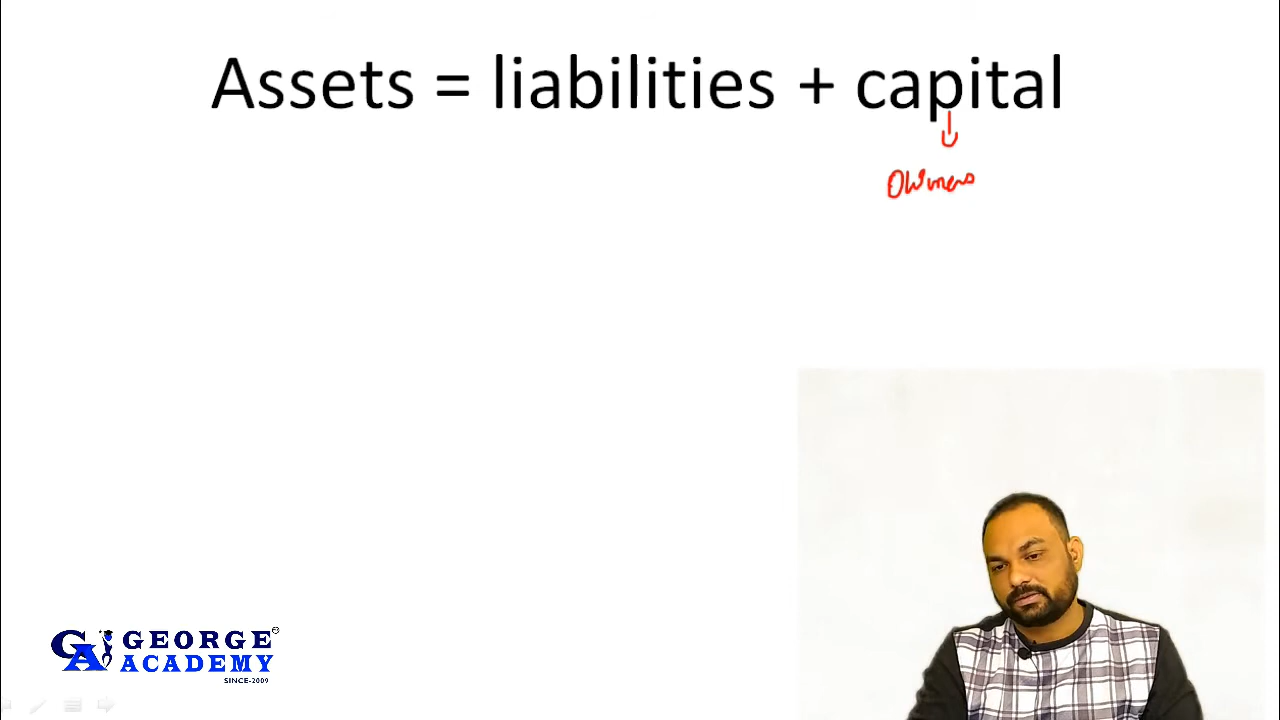 Assets = liabilities + capital
Owners
GEORGE
ACADEMY
SINCE-2009